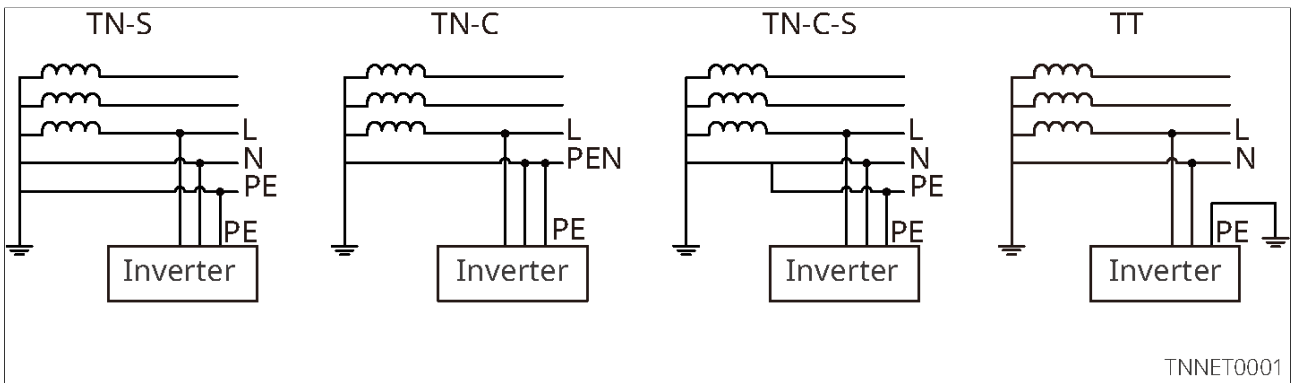 TN-S TN-C TN-C-S TT
L L L L
N PEN N N
PE PE
PE PE PE PE
Inverter Inverter Inverter Inverter
TNNET0001